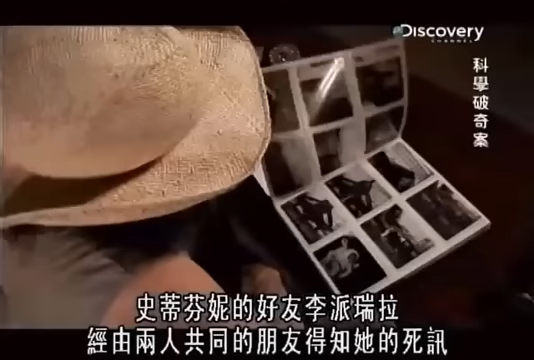 Discovery
CHANNEL
科學破奇案
史蒂芬妮的好友李派瑞拉
經由兩人共同的朋友得知她的死訊